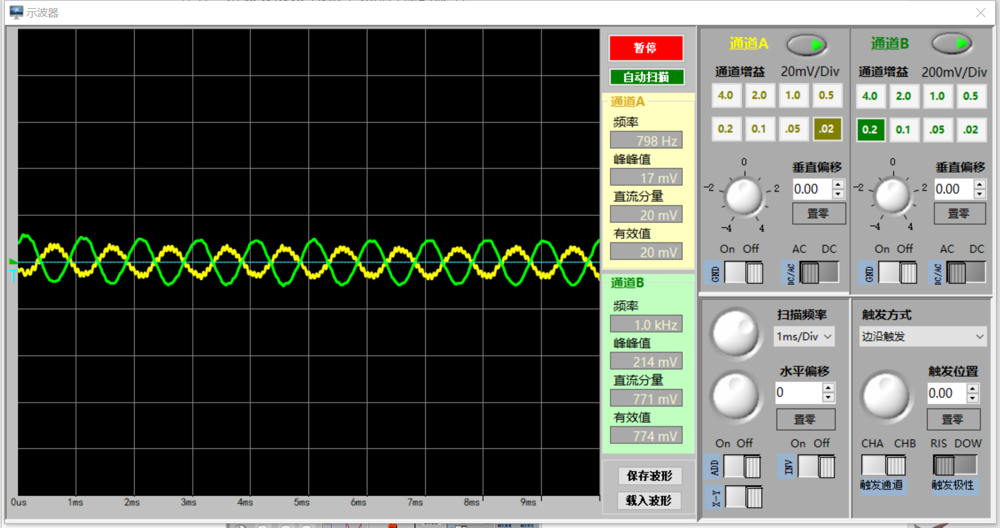 示波器
暂停
自动扫描
通道A
频率
798 Hz
峰峰值
17 mV
直流分量
20 mV
有效值
20 mV
通道B
频率
1.0 kHz
峰峰值
214 mV
直流分量
771 mV
有效值
774 mV
保存波形
载入波形
T
0us 1ms 2ms 3ms 4ms 5ms 6ms 7ms 8ms 9ms
通道A
通道增益 20mV/Div
4.0 2.0 1.0 0.5
0.2 0.1 .05 .02
0
-2 2
-4 4
垂直偏移
0.00
置零
On Off
GND
AC DC
DC/AC
通道B
通道增益 200mV/Div
4.0 2.0 1.0 0.5
0.2 0.1 .05 .02
0
-2 2
-4 4
垂直偏移
0.00
置零
On Off
GND
AC DC
DC/AC
扫描频率
1ms/Div
水平偏移
0
置零
On Off
ADD
On Off
INV
X-Y
触发方式
边沿触发
触发位置
0.00
置零
CHA CHB
触发通道
RIS DOW
触发极性